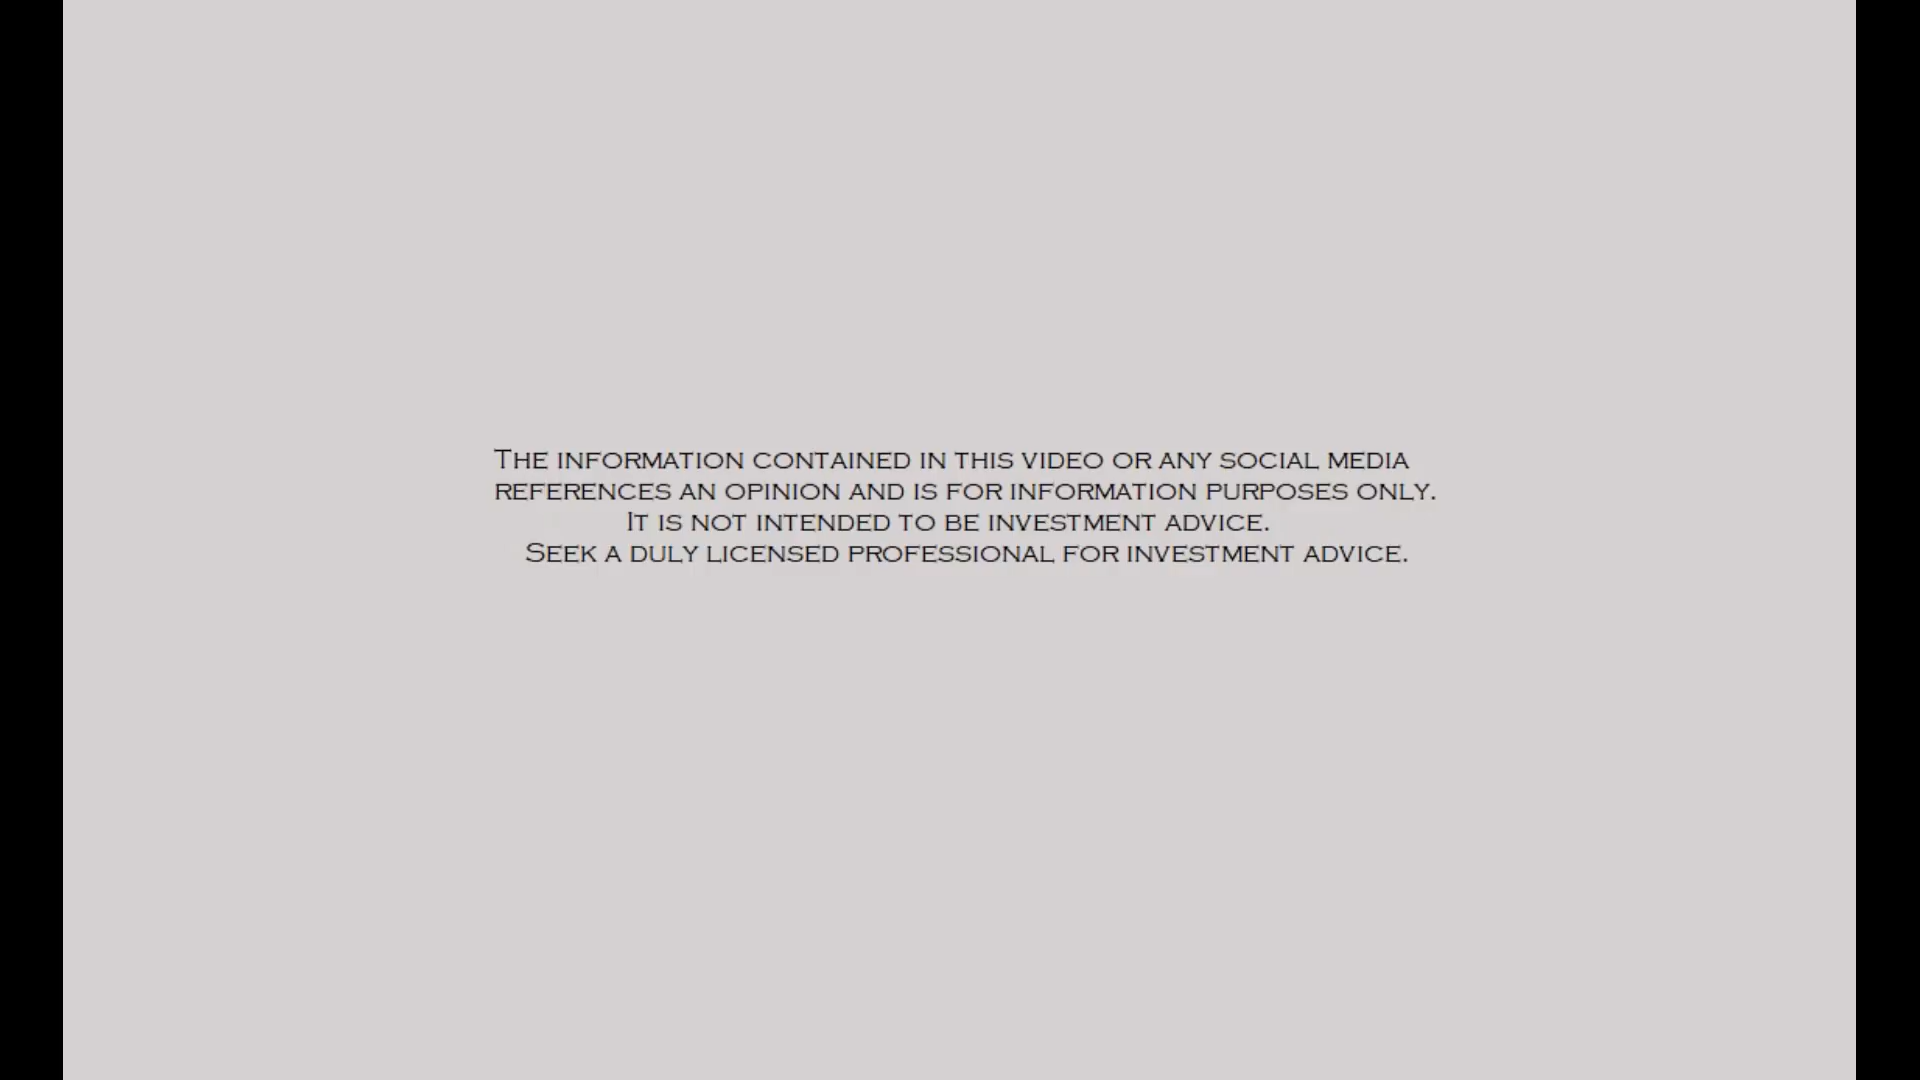 The information contained in this video or any social media
references an opinion and is for information purposes only.
It is not intended to be investment advice.
Seek a duly licensed professional for investment advice.